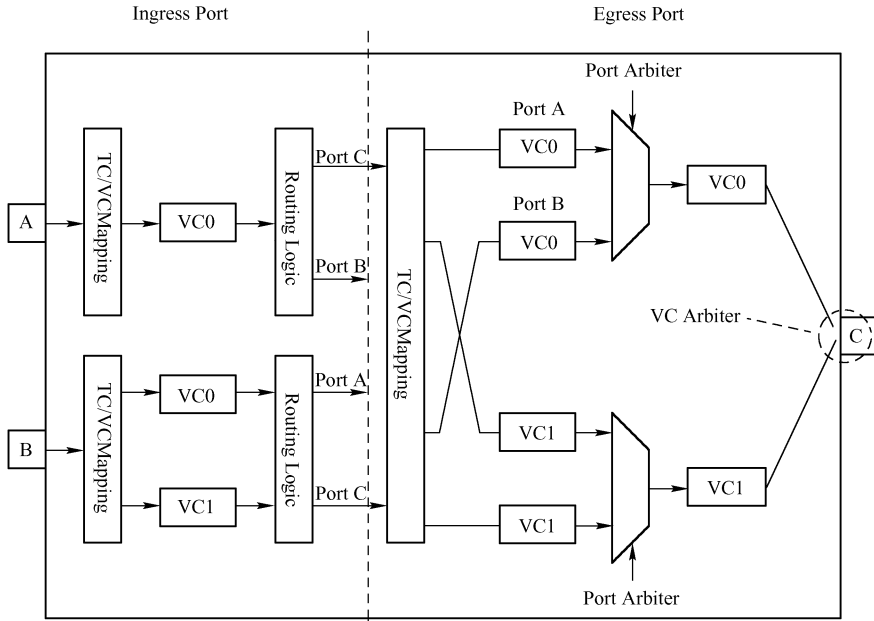 Ingress Port
Egress Port
Port Arbiter
Port A
VC0
VC0
Port B
VC0
A
TC/VCMapping
VC0
Routing Logic
Port C
Port B
TC/VCMapping
VC Arbiter
C
B
TC/VCMapping
VC0
VC1
Routing Logic
Port A
Port C
VC1
VC1
VC1
Port Arbiter